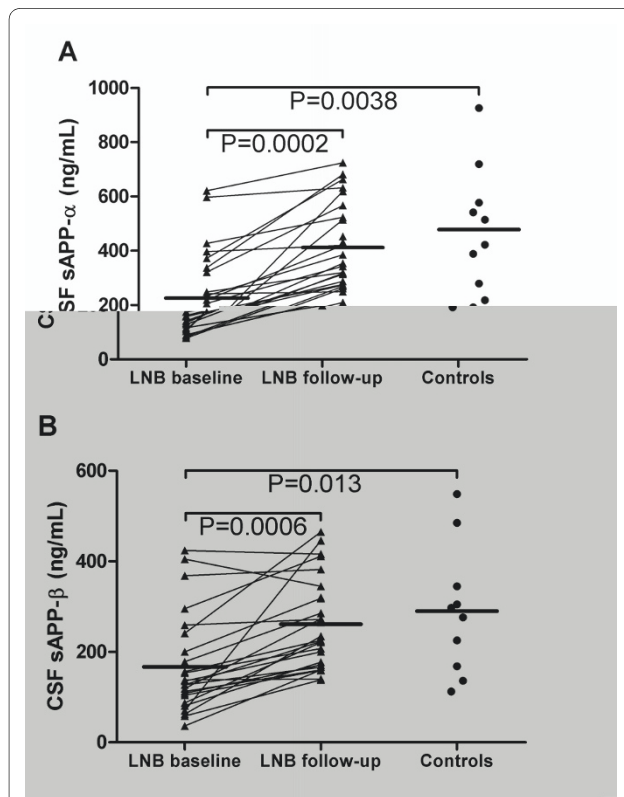 A
1000
P=0.0038
800
P=0.0002
600
CSF sAPP-α (ng/mL)
400
200
0
LNB baseline LNB follow-up Controls
B
600
P=0.013
P=0.0006
400
CSF sAPP-β (ng/mL)
200
0
LNB baseline LNB follow-up Controls